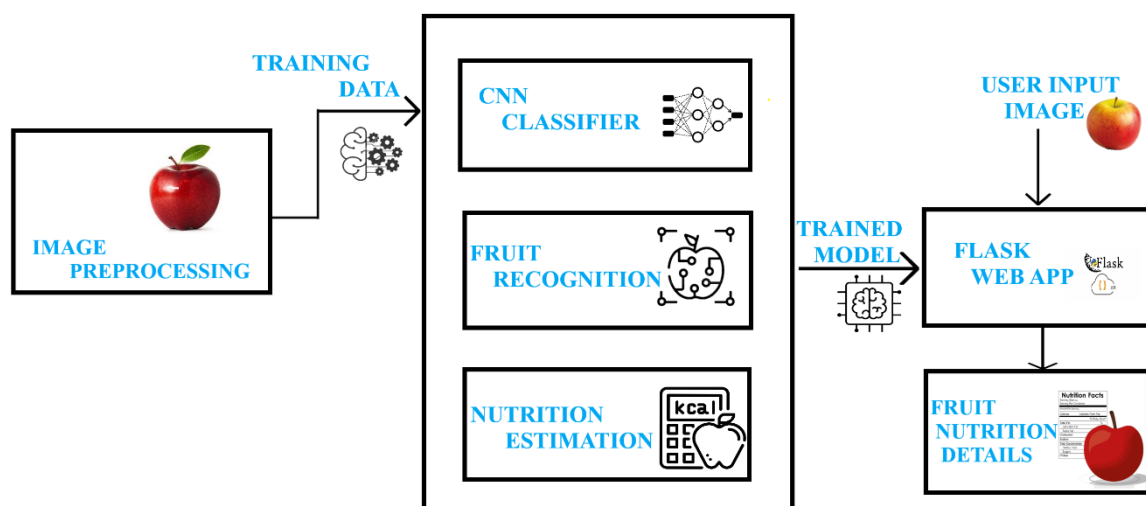 TRAINING
DATA
IMAGE
PREPROCESSING
CNN
CLASSIFIER
FRUIT
RECOGNITION
NUTRITION
ESTIMATION
kcal
TRAINED
MODEL
USER INPUT
IMAGE
FLASK
WEB APP
Flask
FRUIT
NUTRITION
DETAILS
Nutrition Facts